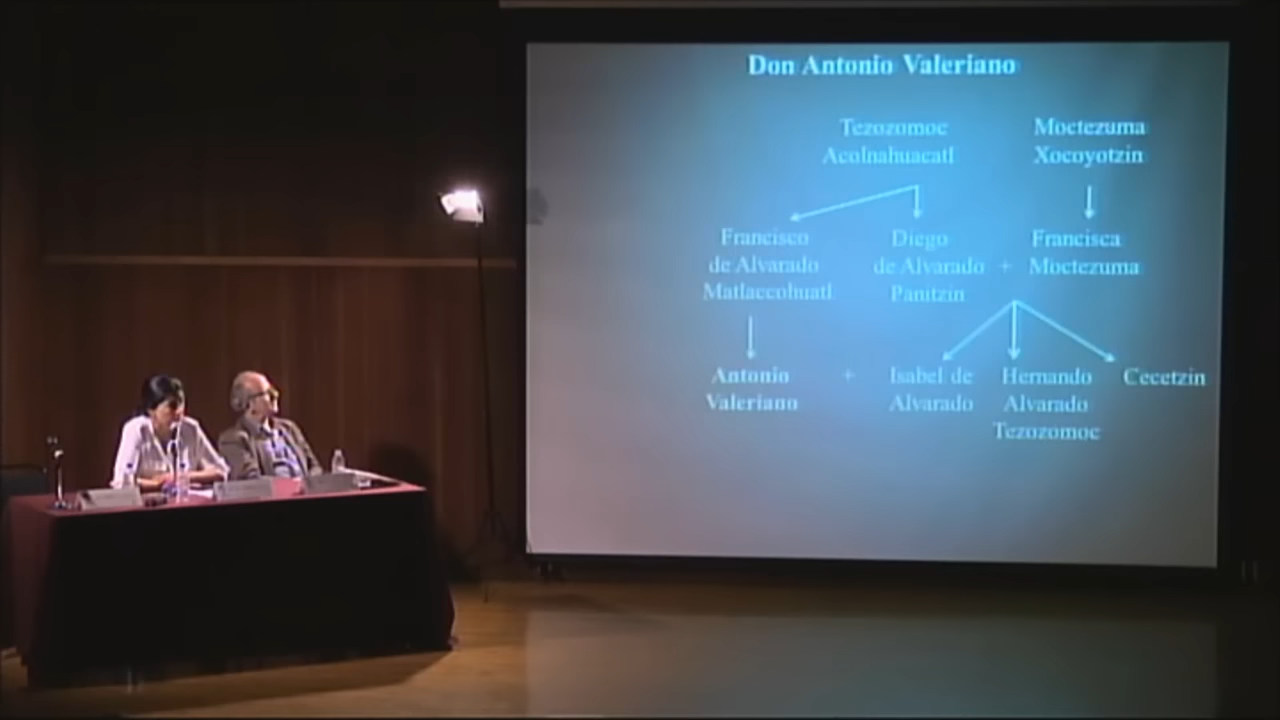 Don Antonio Valeriano
Tezozomoc
Acolnahuacatl
Moctezuma
Xocoyotzin
Francisco
de Alvarado
Matlaccohuatl
Diego
de Alvarado
Panitzin
+
Francisca
Moctezuma
Antonio
Valeriano
+
Isabel de
Alvarado
Hernando
Alvarado
Tezozomoc
Cecetzin